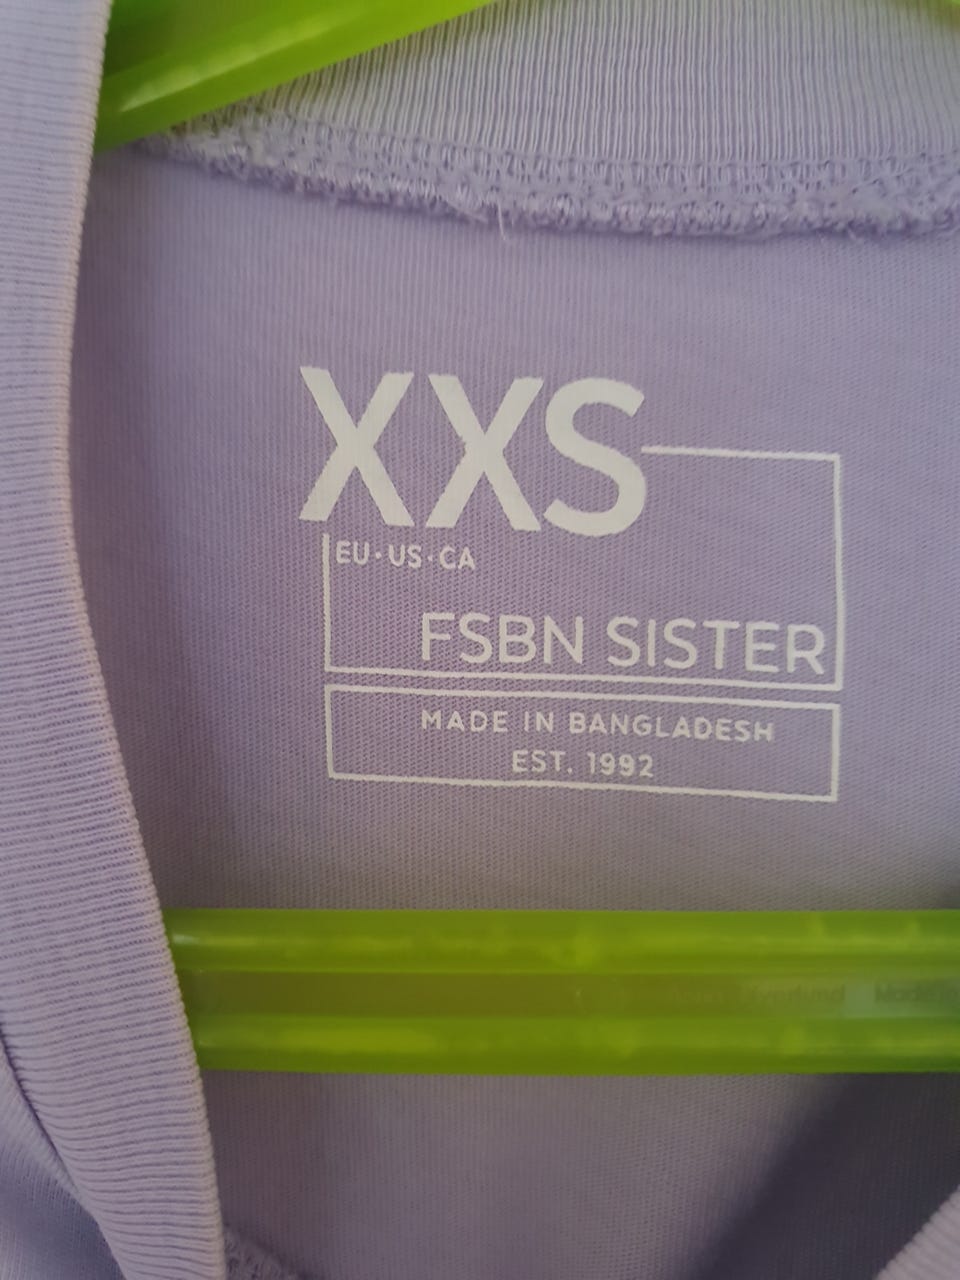 XXS
EU·US·CA
FSBN SISTER
MADE IN BANGLADESH
EST. 1992